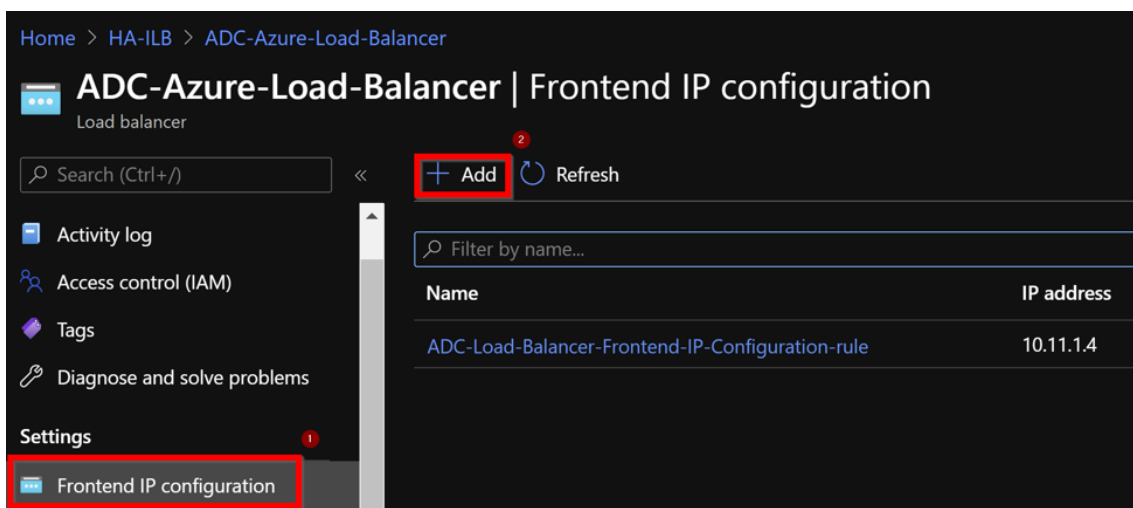 Home > HA-ILB > ADC-Azure-Load-Balancer
ADC-Azure-Load-Balancer | Frontend IP configuration
Load balancer
2
Search (Ctrl+/) «
+ Add Refresh
Activity log
Filter by name...
Access control (IAM)
Name IP address
Tags
ADC-Load-Balancer-Frontend-IP-Configuration-rule 10.11.1.4
Diagnose and solve problems
Settings 1
Frontend IP configuration